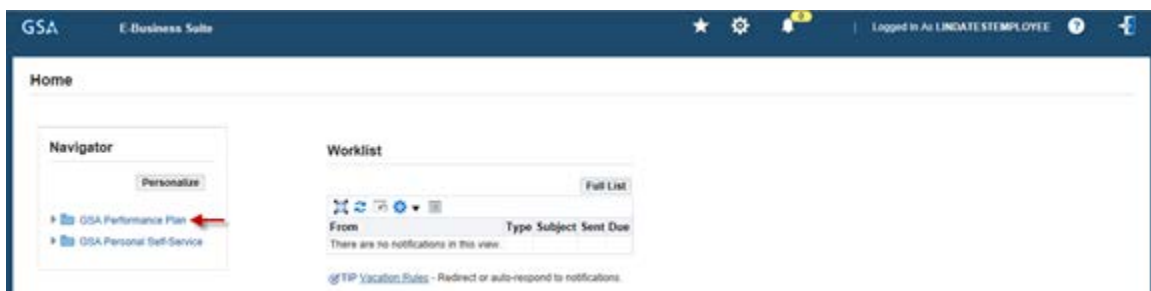 GSA E-Business Suite 0 Logged In As LINDATESTEMPLOYEE ?
Home
Navigator
Personalize
GSA Performance Plan
GSA Personal Self-Service
Worklist
Full List
From Type Subject Sent Due
There are no notifications in this view.
TIP Vacation Rules - Redirect or auto-respond to notifications.